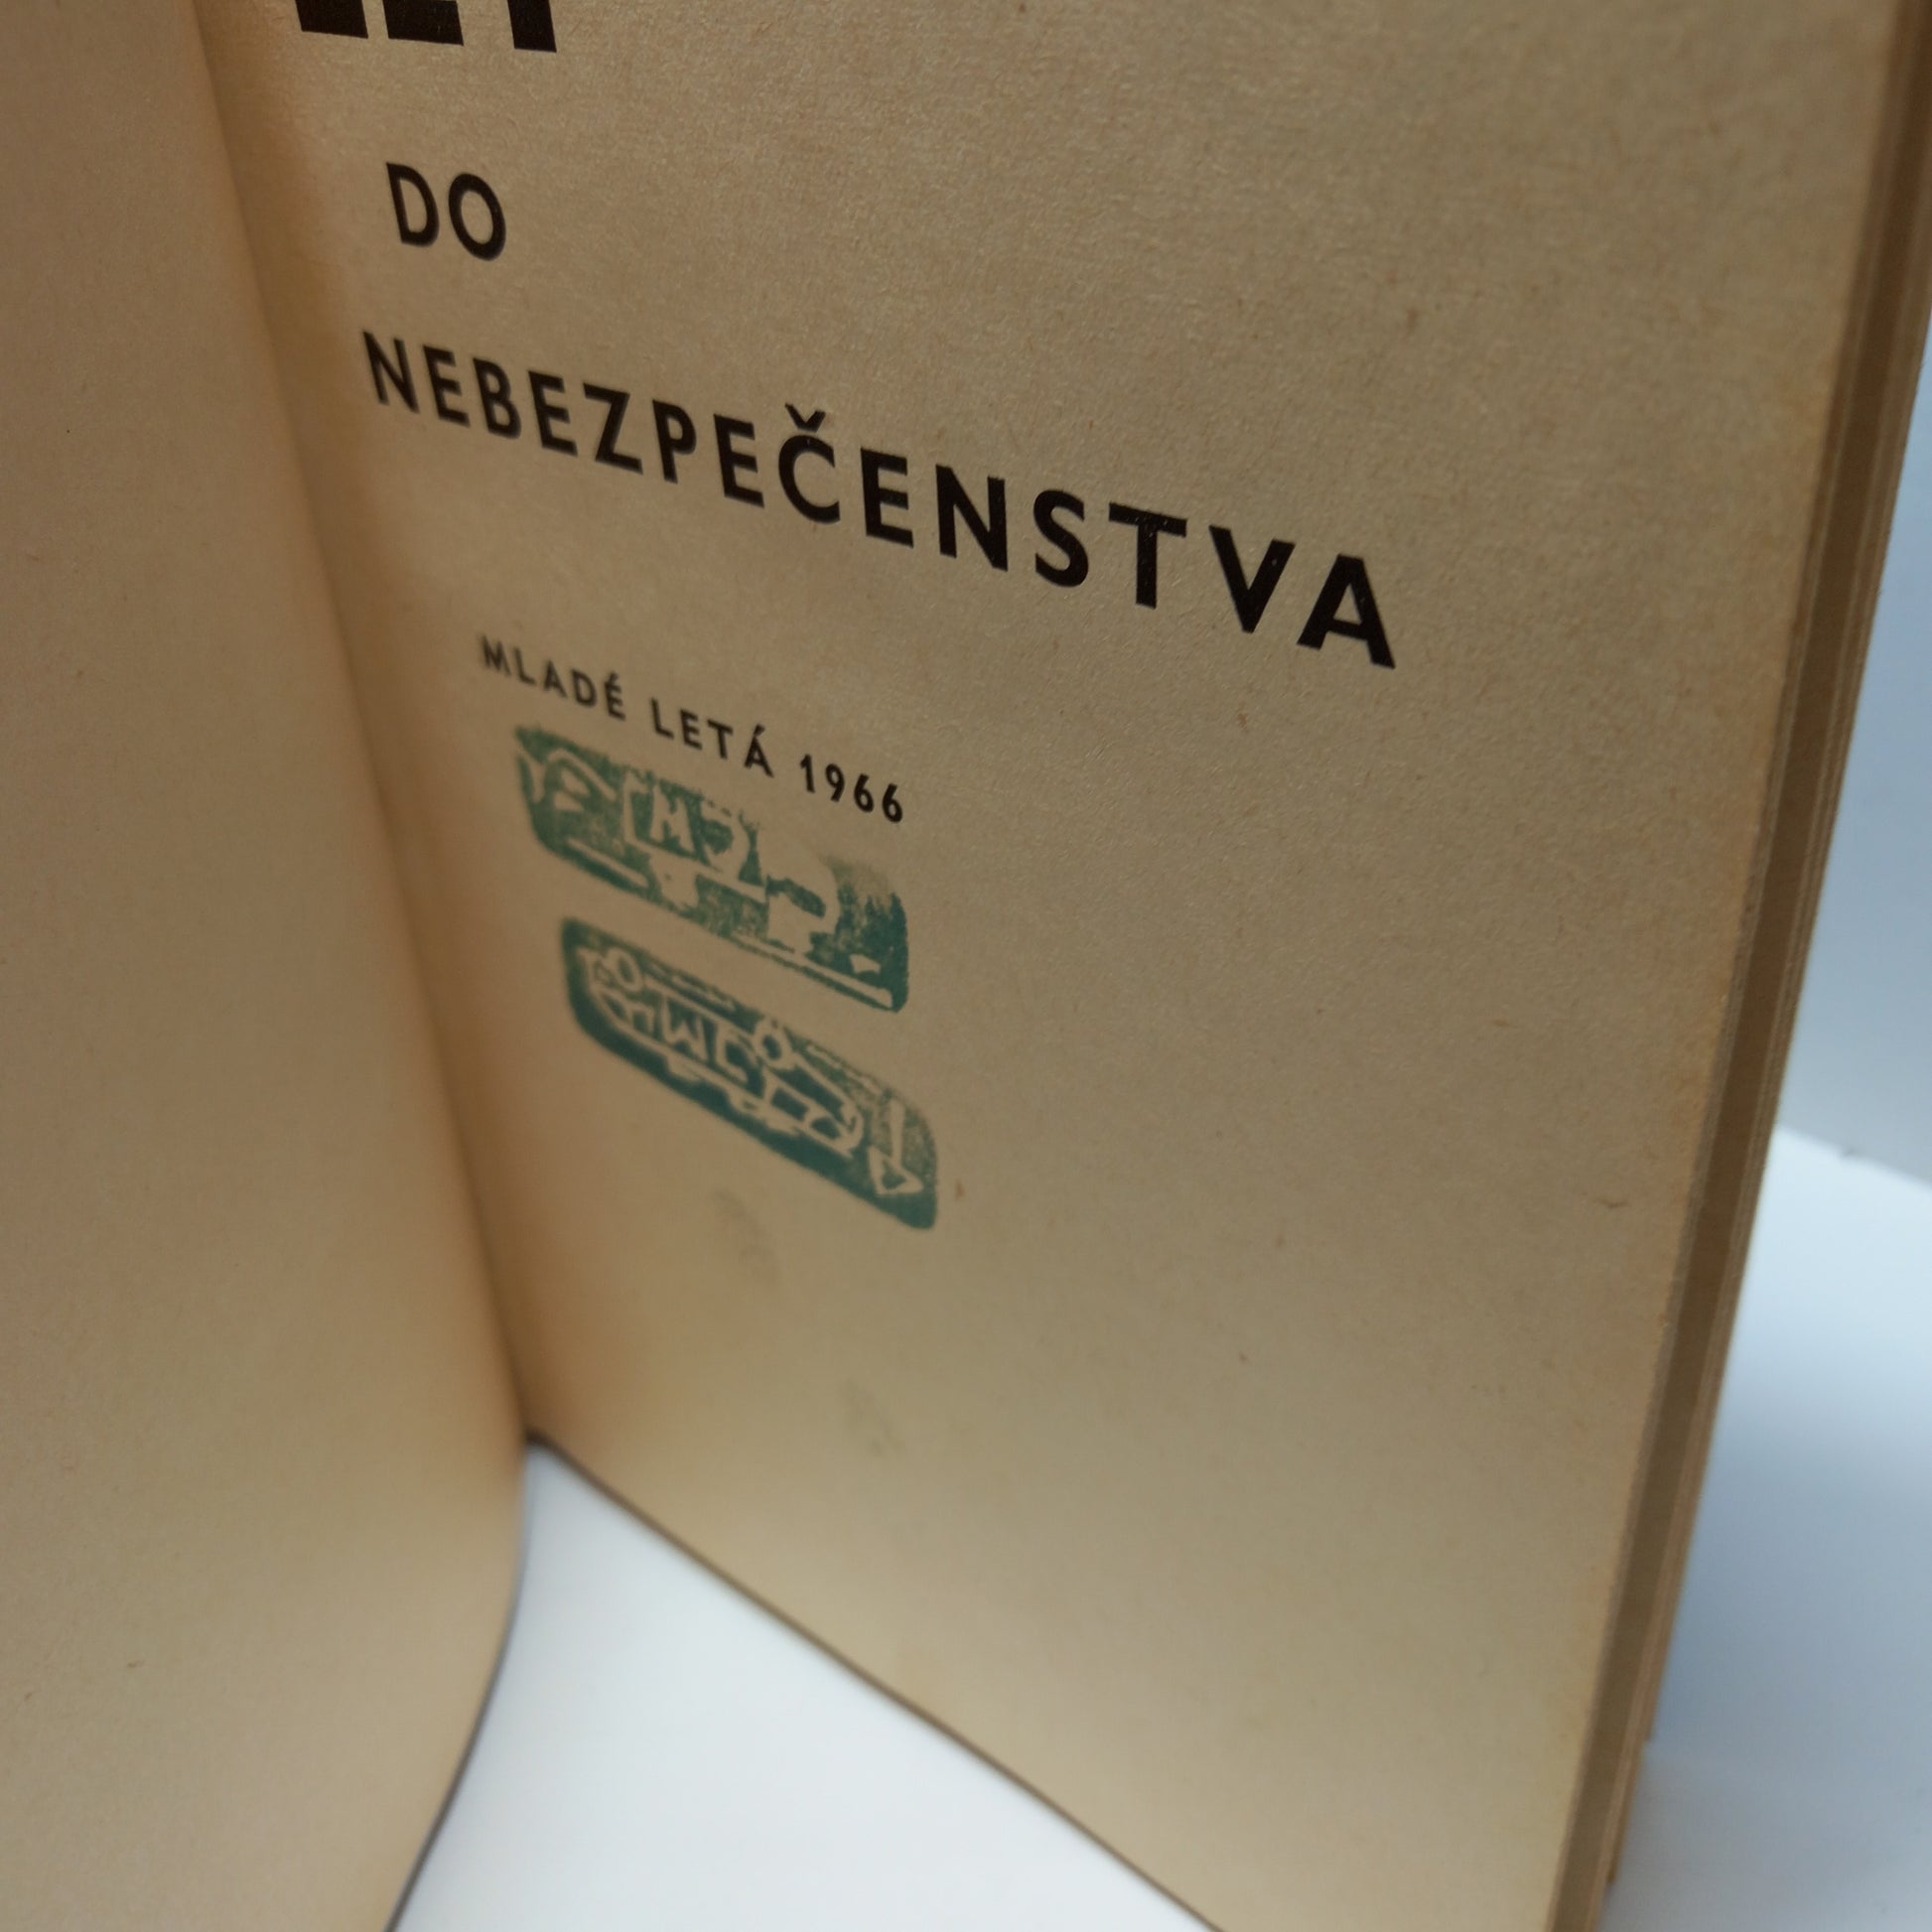 DO
NEBEZPEČENSTVA
MLADÉ LETÁ 1966